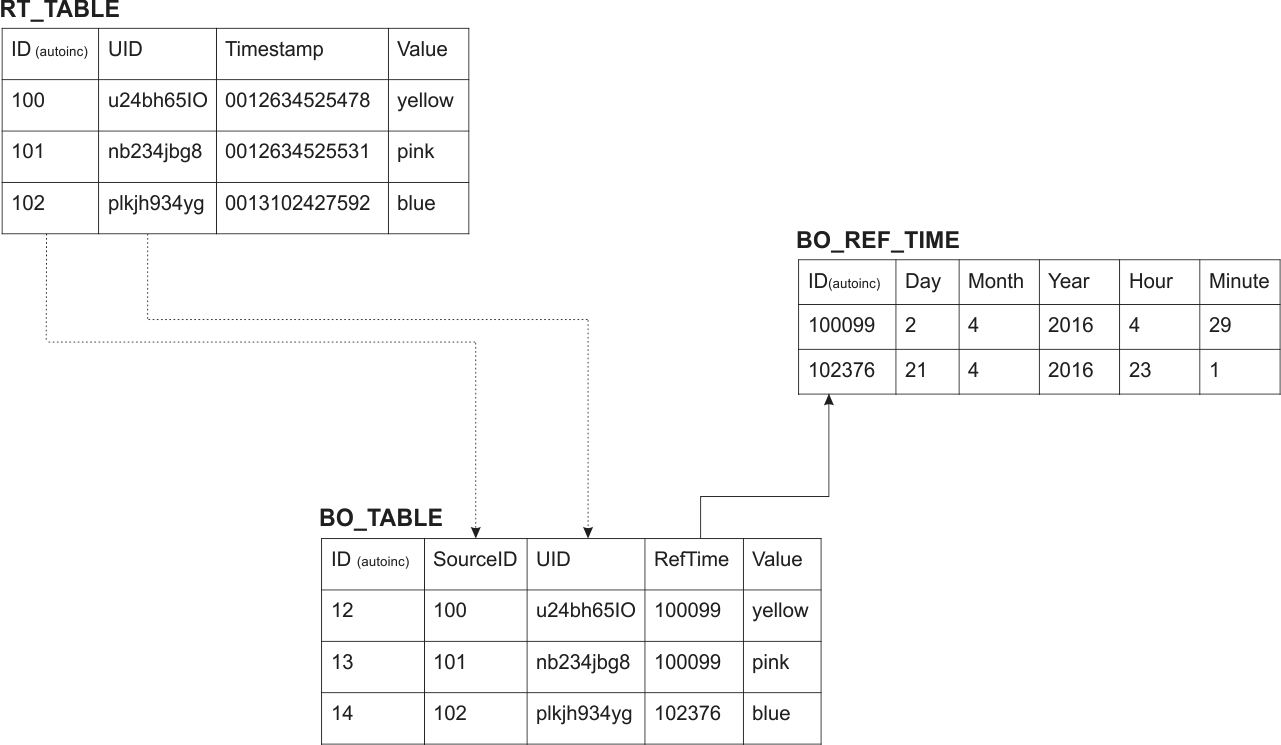 RT_TABLE
ID (autoinc) UID Timestamp Value
100 u24bh65IO 0012634525478 yellow
101 nb234jbg8 0012634525531 pink
102 plkjh934yg 0013102427592 blue
BO_REF_TIME
ID(autoinc) Day Month Year Hour Minute
100099 2 4 2016 4 29
102376 21 4 2016 23 1
BO_TABLE
ID (autoinc) SourceID UID RefTime Value
12 100 u24bh65IO 100099 yellow
13 101 nb234jbg8 100099 pink
14 102 plkjh934yg 102376 blue